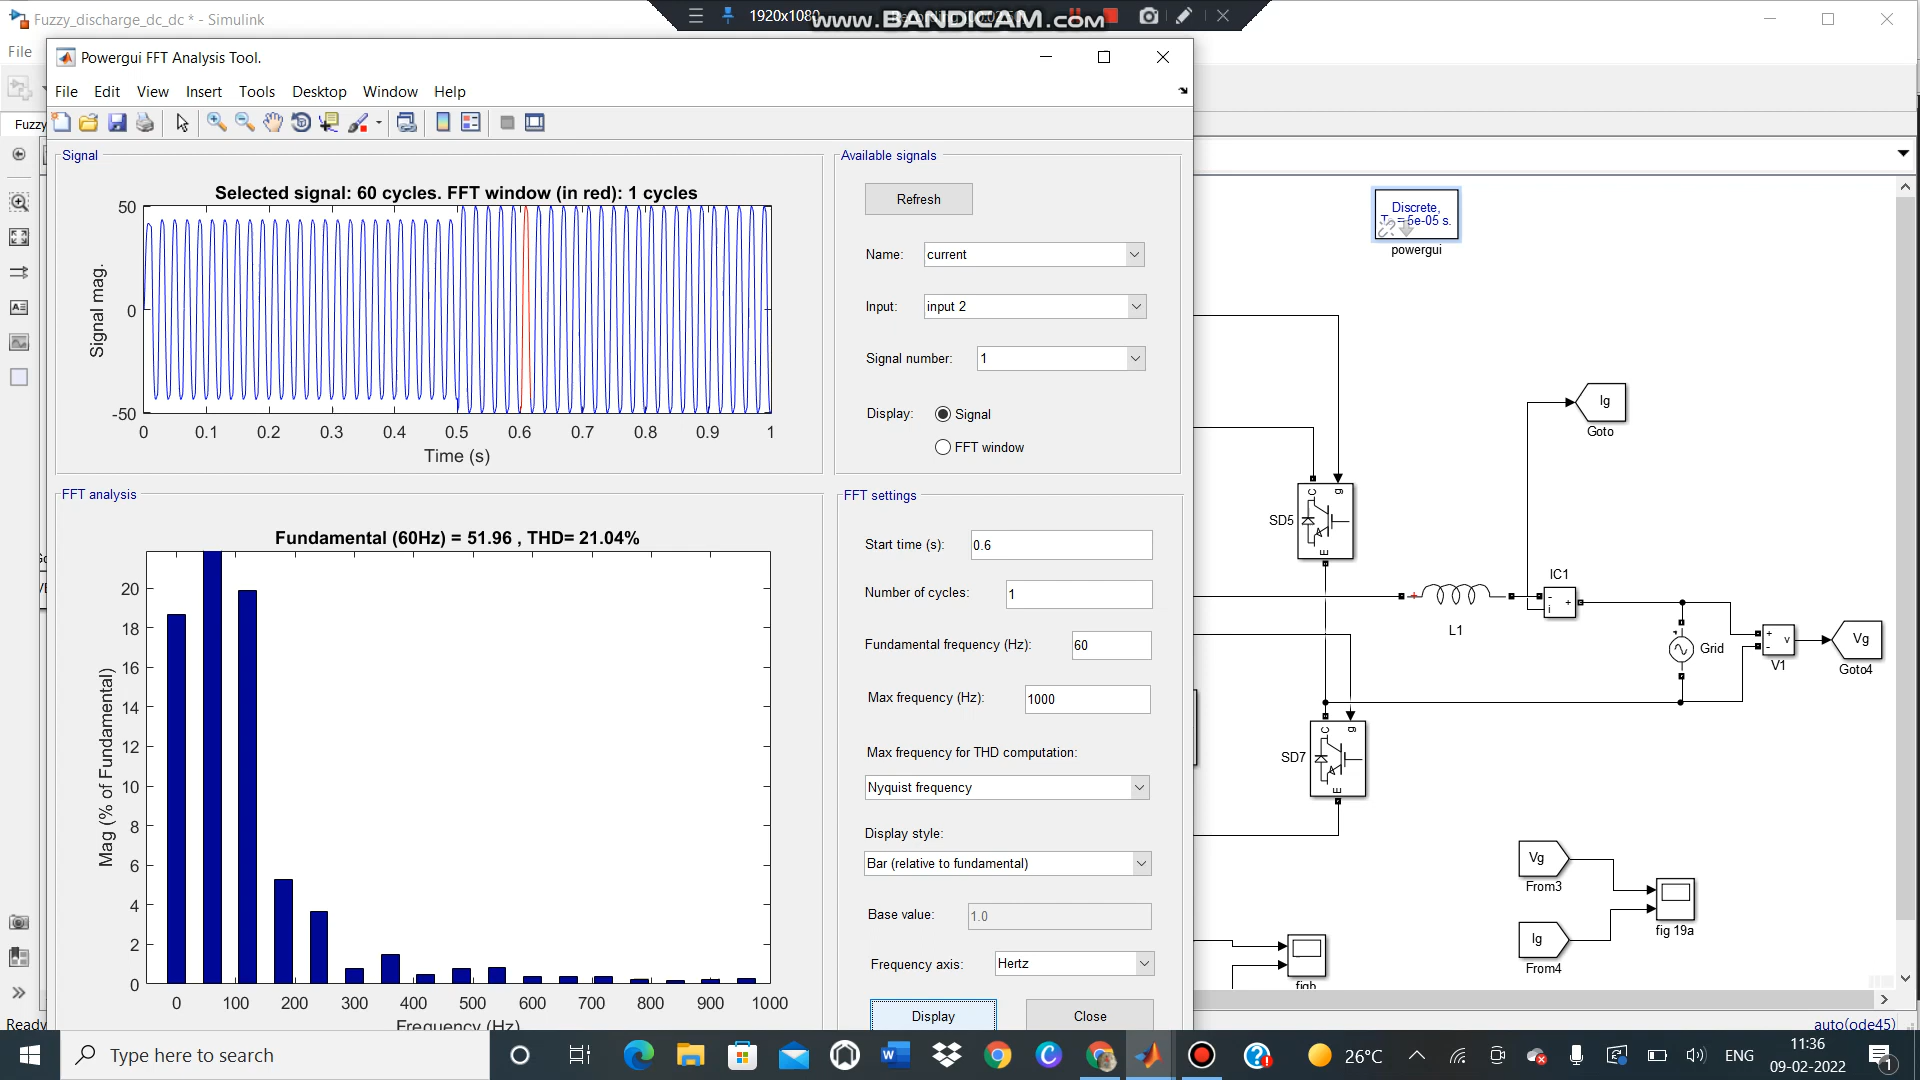 Fuzzy_discharge_dc_dc * - Simulink
1920x1080
www.BANDICAM.com
File
Powergui FFT Analysis Tool.
File Edit View Insert Tools Desktop Window Help
Fuzzy
Signal
Selected signal: 60 cycles. FFT window (in red): 1 cycles
50
0
-50
Signal mag.
0 0.1 0.2 0.3 0.4 0.5 0.6 0.7 0.8 0.9 1
Time (s)
Available signals
Refresh
Name: current
Input: input 2
Signal number: 1
Display: Signal
FFT window
FFT analysis
Fundamental (60Hz) = 51.96 , THD= 21.04%
20
18
16
14
12
10
8
6
4
2
0
Mag (% of Fundamental)
0 100 200 300 400 500 600 700 800 900 1000
Frequency (Hz)
FFT settings
Start time (s): 0.6
Number of cycles: 1
Fundamental frequency (Hz): 60
Max frequency (Hz): 1000
Max frequency for THD computation:
Nyquist frequency
Display style:
Bar (relative to fundamental)
Base value: 1.0
Frequency axis: Hertz
Display Close
Discrete,
= 5e-05 s.
powergui
Ig
Goto
C g
SD5
E
L1
IC1
- +
i
Grid
+ v
-
V1
Vg
Goto4
C g
SD7
E
Vg
From3
Ig
From4
fig 19a
figb
Ready
auto(ode45)
Type here to search
26°C
ENG
11:36
09-02-2022
1